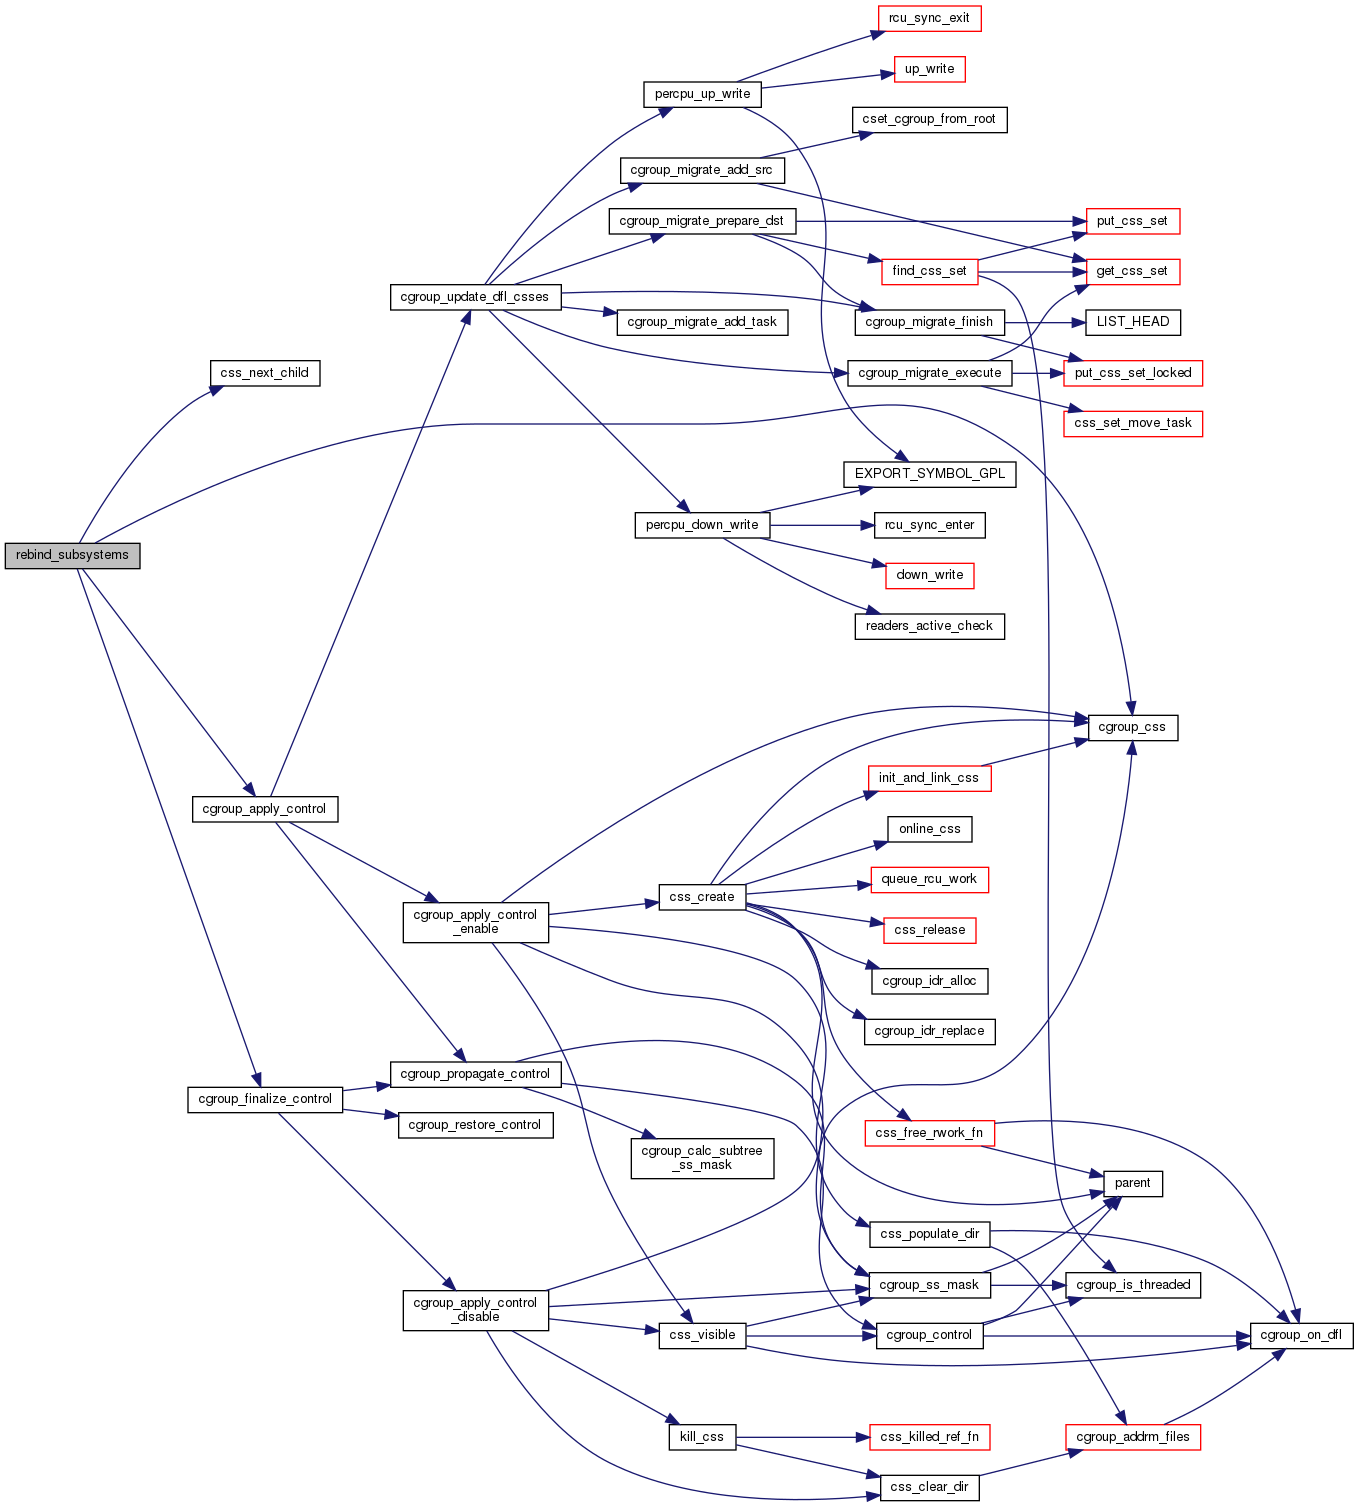 rcu_sync_exit
up_write
percpu_up_write
cset_cgroup_from_root
cgroup_migrate_add_src
cgroup_migrate_prepare_dst
put_css_set
find_css_set
get_css_set
cgroup_update_dfl_csses
cgroup_migrate_add_task
cgroup_migrate_finish
LIST_HEAD
css_next_child
cgroup_migrate_execute
put_css_set_locked
css_set_move_task
EXPORT_SYMBOL_GPL
percpu_down_write
rcu_sync_enter
rebind_subsystems
down_write
readers_active_check
cgroup_css
init_and_link_css
cgroup_apply_control
online_css
queue_rcu_work
css_create
cgroup_apply_control
_enable
css_release
cgroup_idr_alloc
cgroup_idr_replace
cgroup_propagate_control
cgroup_finalize_control
cgroup_restore_control
css_free_rwork_fn
cgroup_calc_subtree
_ss_mask
parent
css_populate_dir
cgroup_ss_mask
cgroup_is_threaded
cgroup_apply_control
_disable
css_visible
cgroup_control
cgroup_on_dfl
kill_css
css_killed_ref_fn
cgroup_addrm_files
css_clear_dir